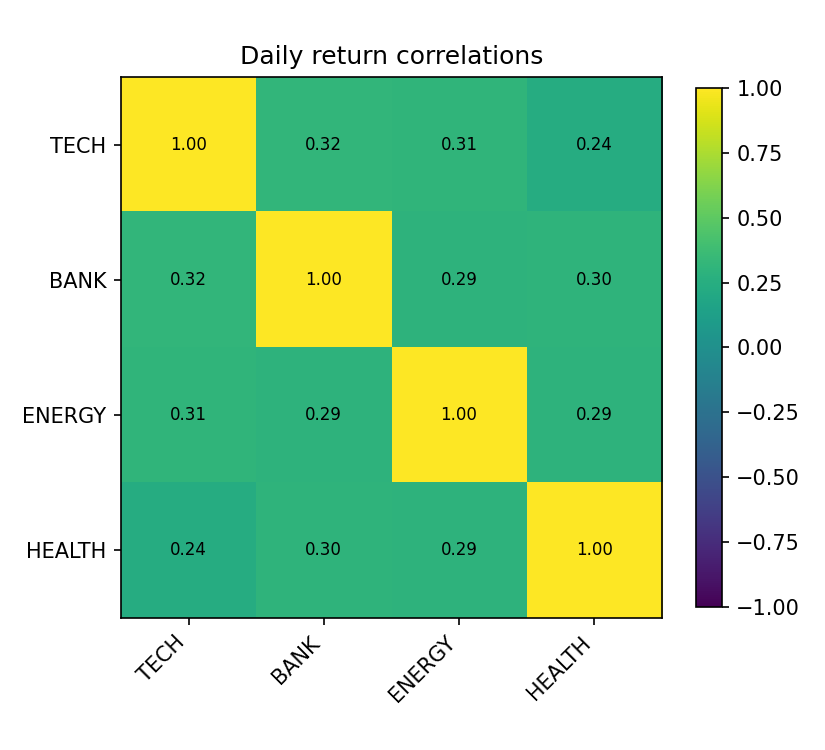 Daily return correlations
TECH 1.00 0.32 0.31 0.24
BANK 0.32 1.00 0.29 0.30
ENERGY 0.31 0.29 1.00 0.29
HEALTH 0.24 0.30 0.29 1.00
TECH BANK ENERGY HEALTH
1.00
0.75
0.50
0.25
0.00
−0.25
−0.50
−0.75
−1.00